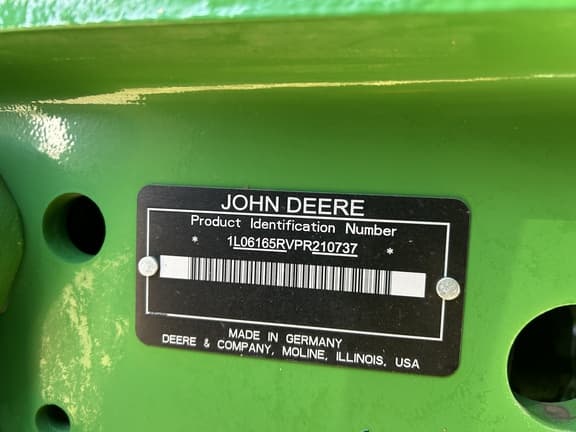 JOHN DEERE
Product Identification Number
* 1L06165RVPR210737 *
MADE IN GERMANY
DEERE & COMPANY, MOLINE, ILLINOIS, USA